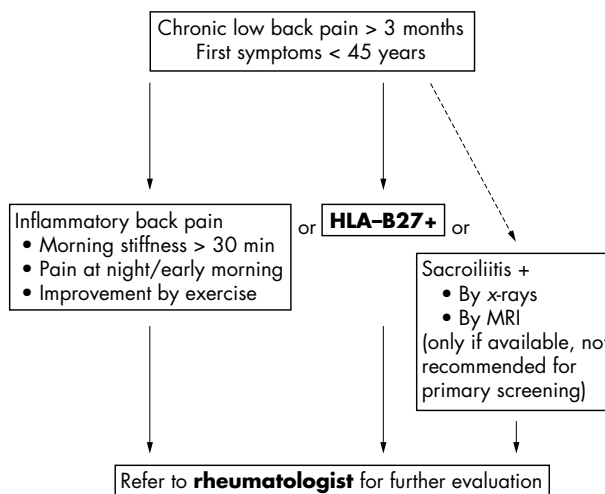 Chronic low back pain > 3 months
First symptoms < 45 years
Inflammatory back pain
• Morning stiffness > 30 min
• Pain at night/early morning
• Improvement by exercise
or
HLA–B27+
or
Sacroiliitis +
• By x-rays
• By MRI
(only if available, not
recommended for
primary screening)
Refer to rheumatologist for further evaluation